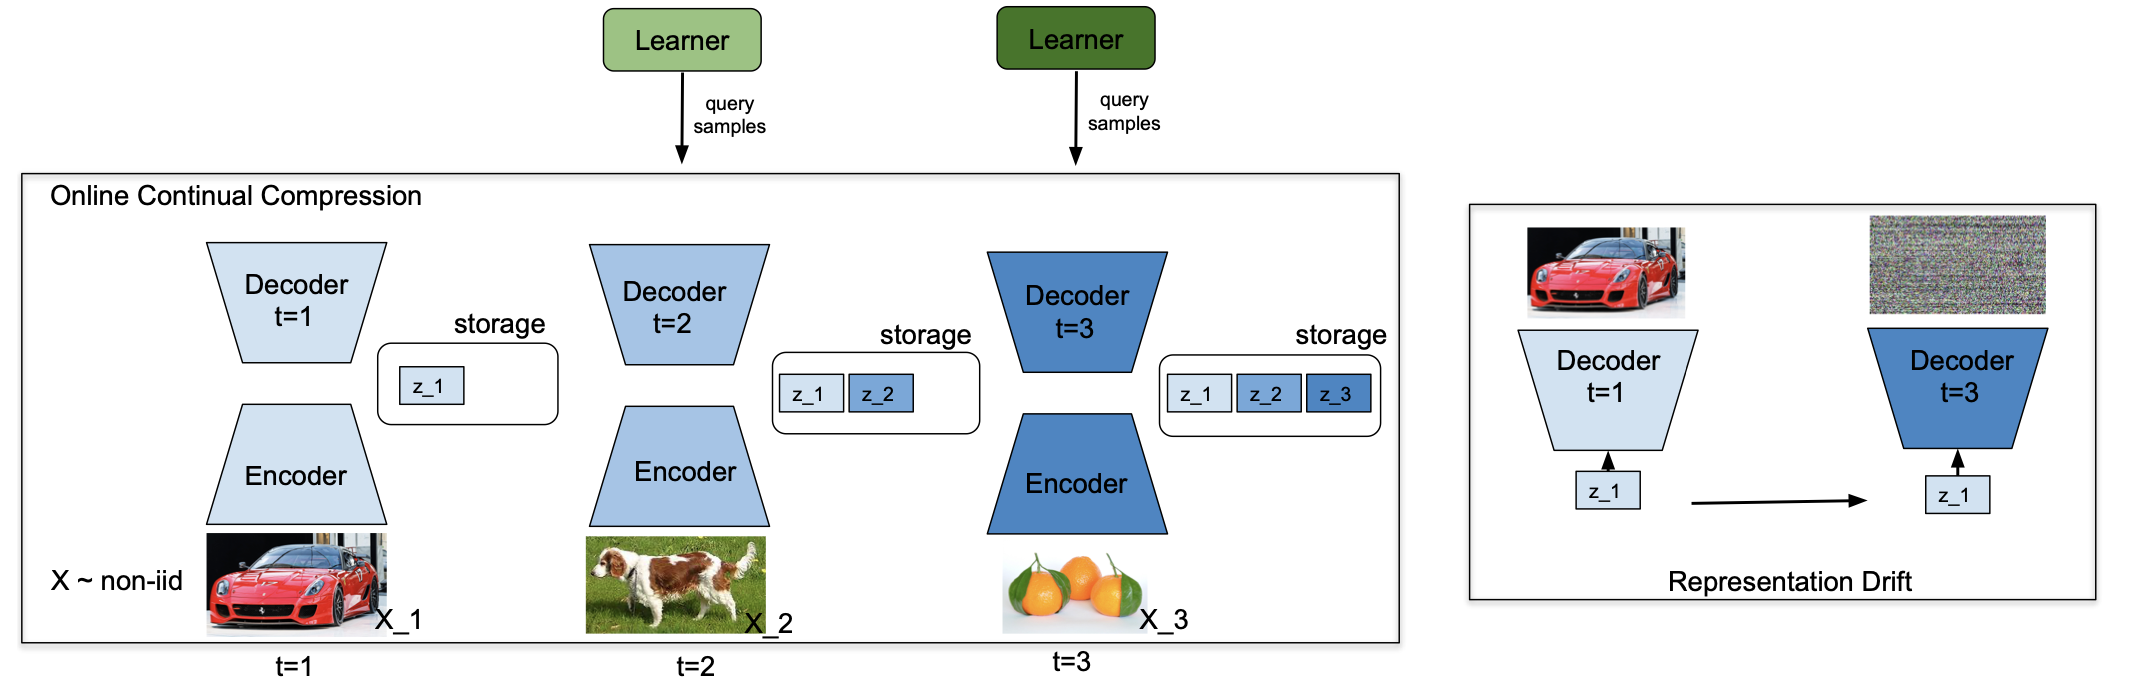 Learner
Learner
query
samples
query
samples
Online Continual Compression
Decoder
t=1
storage
z_1
Encoder
Decoder
t=2
storage
z_1 z_2
Encoder
Decoder
t=3
storage
z_1 z_2 z_3
Encoder
X ~ non-iid
X_1
X_2
X_3
t=1
t=2
t=3
Decoder
t=1
z_1
Decoder
t=3
z_1
Representation Drift